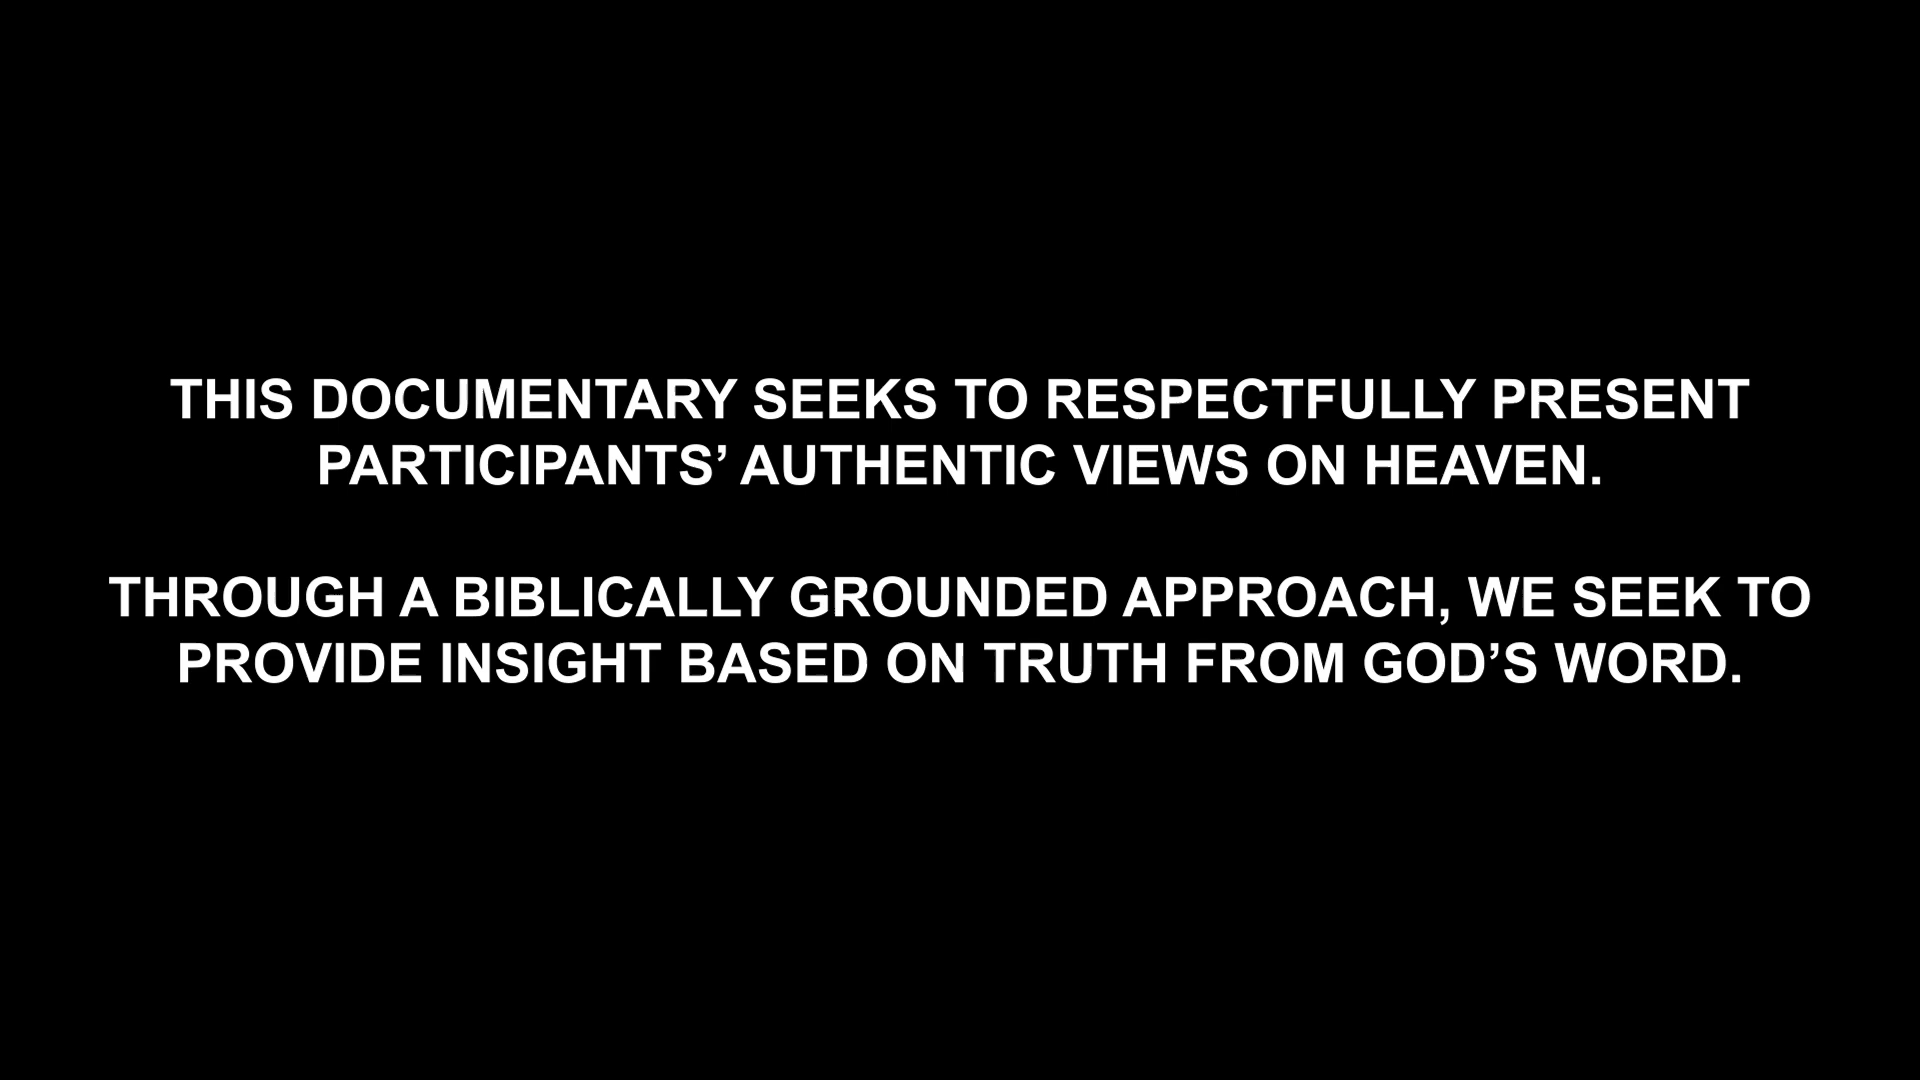 THIS DOCUMENTARY SEEKS TO RESPECTFULLY PRESENT
PARTICIPANTS’ AUTHENTIC VIEWS ON HEAVEN.
THROUGH A BIBLICALLY GROUNDED APPROACH, WE SEEK TO
PROVIDE INSIGHT BASED ON TRUTH FROM GOD’S WORD.